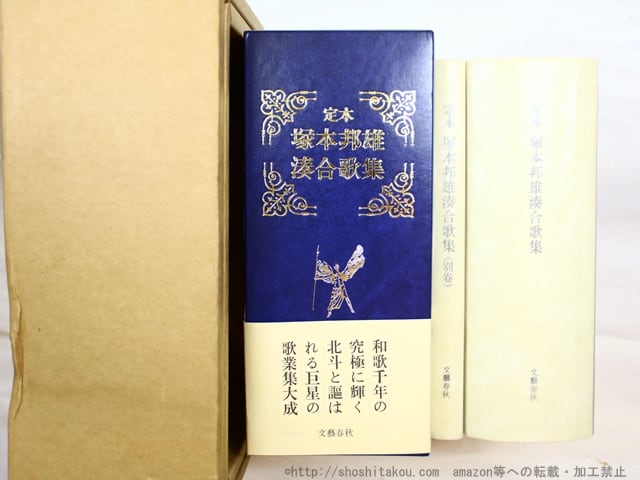 定本
塚本邦雄
湊合歌集
和歌千年の
究極に輝く
北斗と謳は
れる巨星の
歌業集大成
文藝春秋
定本 塚本邦雄湊合歌集《別巻》
文藝春秋
定本 塚本邦雄湊合歌集
文藝春秋
©http://shoshitakou.com amazon等への転載・加工禁止